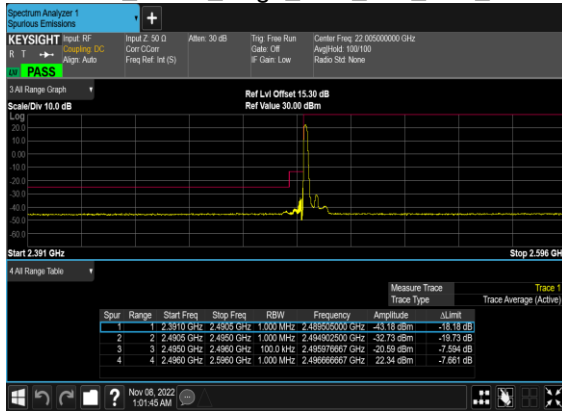 Spectrum Analyzer 1
Spurious Emissions
+
KEYSIGHT Input: RF Input Z: 50 Ω Atten: 30 dB Trig: Free Run Center Freq: 22.005000000 GHz
R T Coupling: DC Corr CCorr Gate: Off Avg|Hold: 100/100
Align: Auto Freq Ref: Int (S) IF Gain: Low Radio Std: None
PASS
3 All Range Graph
Ref Lvl Offset 15.30 dB
Scale/Div 10.0 dB Ref Value 30.00 dBm
Log
20.0
10.0
0.00
-10.0
-20.0
-30.0
-40.0
-50.0
-60.0
Start 2.391 GHz Stop 2.596 GH
4 All Range Table
Measure Trace Trace 1
Trace Type Trace Average (Active)
Spur Range Start Freq Stop Freq RBW Frequency Amplitude ΔLimit
1 1 2.3910 GHz 2.4905 GHz 1.000 MHz 2.489505000 GHz -43.18 dBm -18.18 dB
2 2 2.4905 GHz 2.4950 GHz 1.000 MHz 2.494902500 GHz -32.73 dBm -19.73 dB
3 3 2.4950 GHz 2.4960 GHz 100.0 kHz 2.495976667 GHz -20.59 dBm -7.594 dB
4 4 2.4960 GHz 2.5960 GHz 1.000 MHz 2.496666667 GHz 22.34 dBm -7.661 dB
? Nov 08, 2022
1:01:45 AM